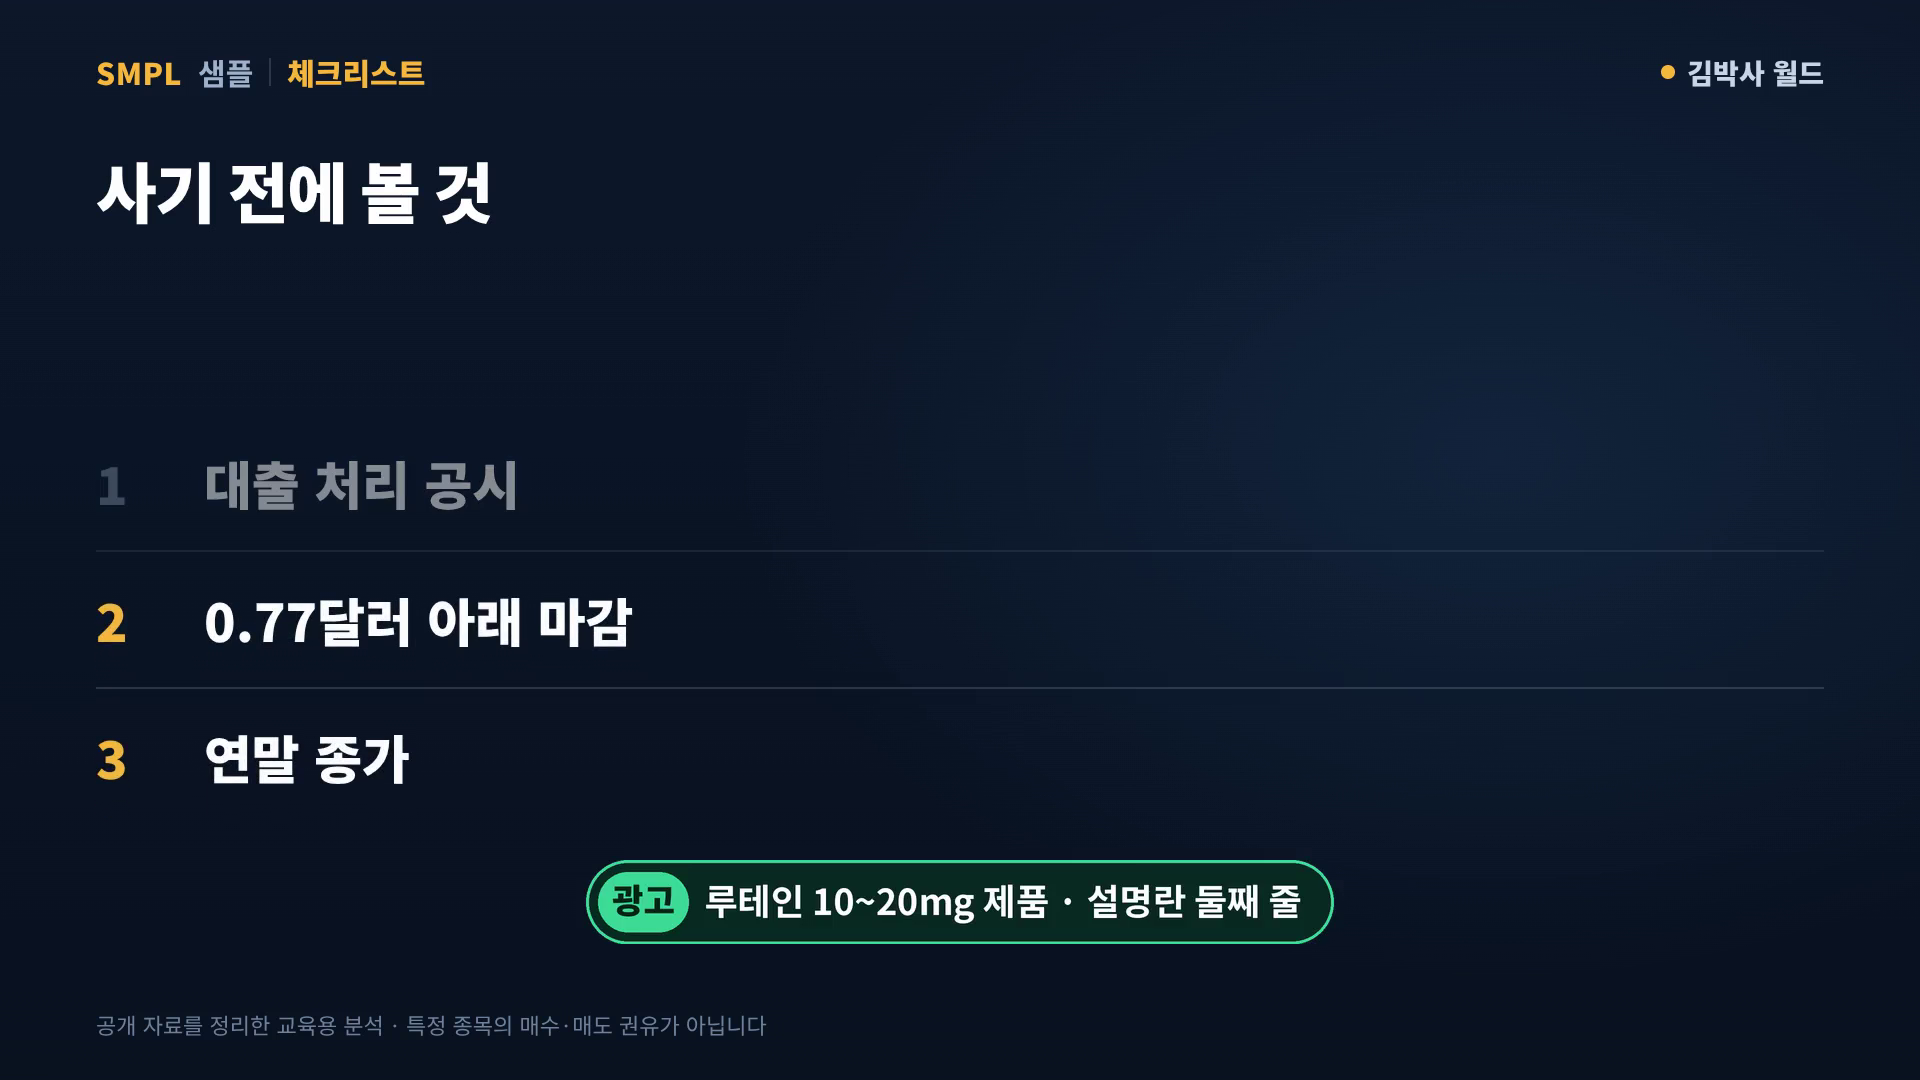 SMPL 샘플 | 체크리스트
김박사 월드
사기 전에 볼 것
1 대출 처리 공시
2 0.77달러 아래 마감
3 연말 종가
광고 루테인 10~20mg 제품 · 설명란 둘째 줄
공개 자료를 정리한 교육용 분석 · 특정 종목의 매수·매도 권유가 아닙니다